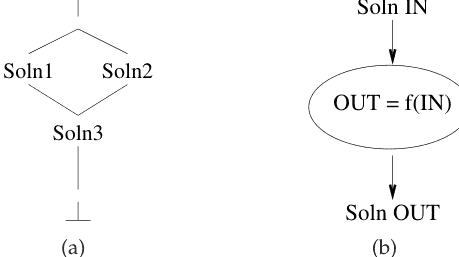 Soln1 Soln2
Soln3
(a)
Soln IN
OUT = f(IN)
Soln OUT
(b)